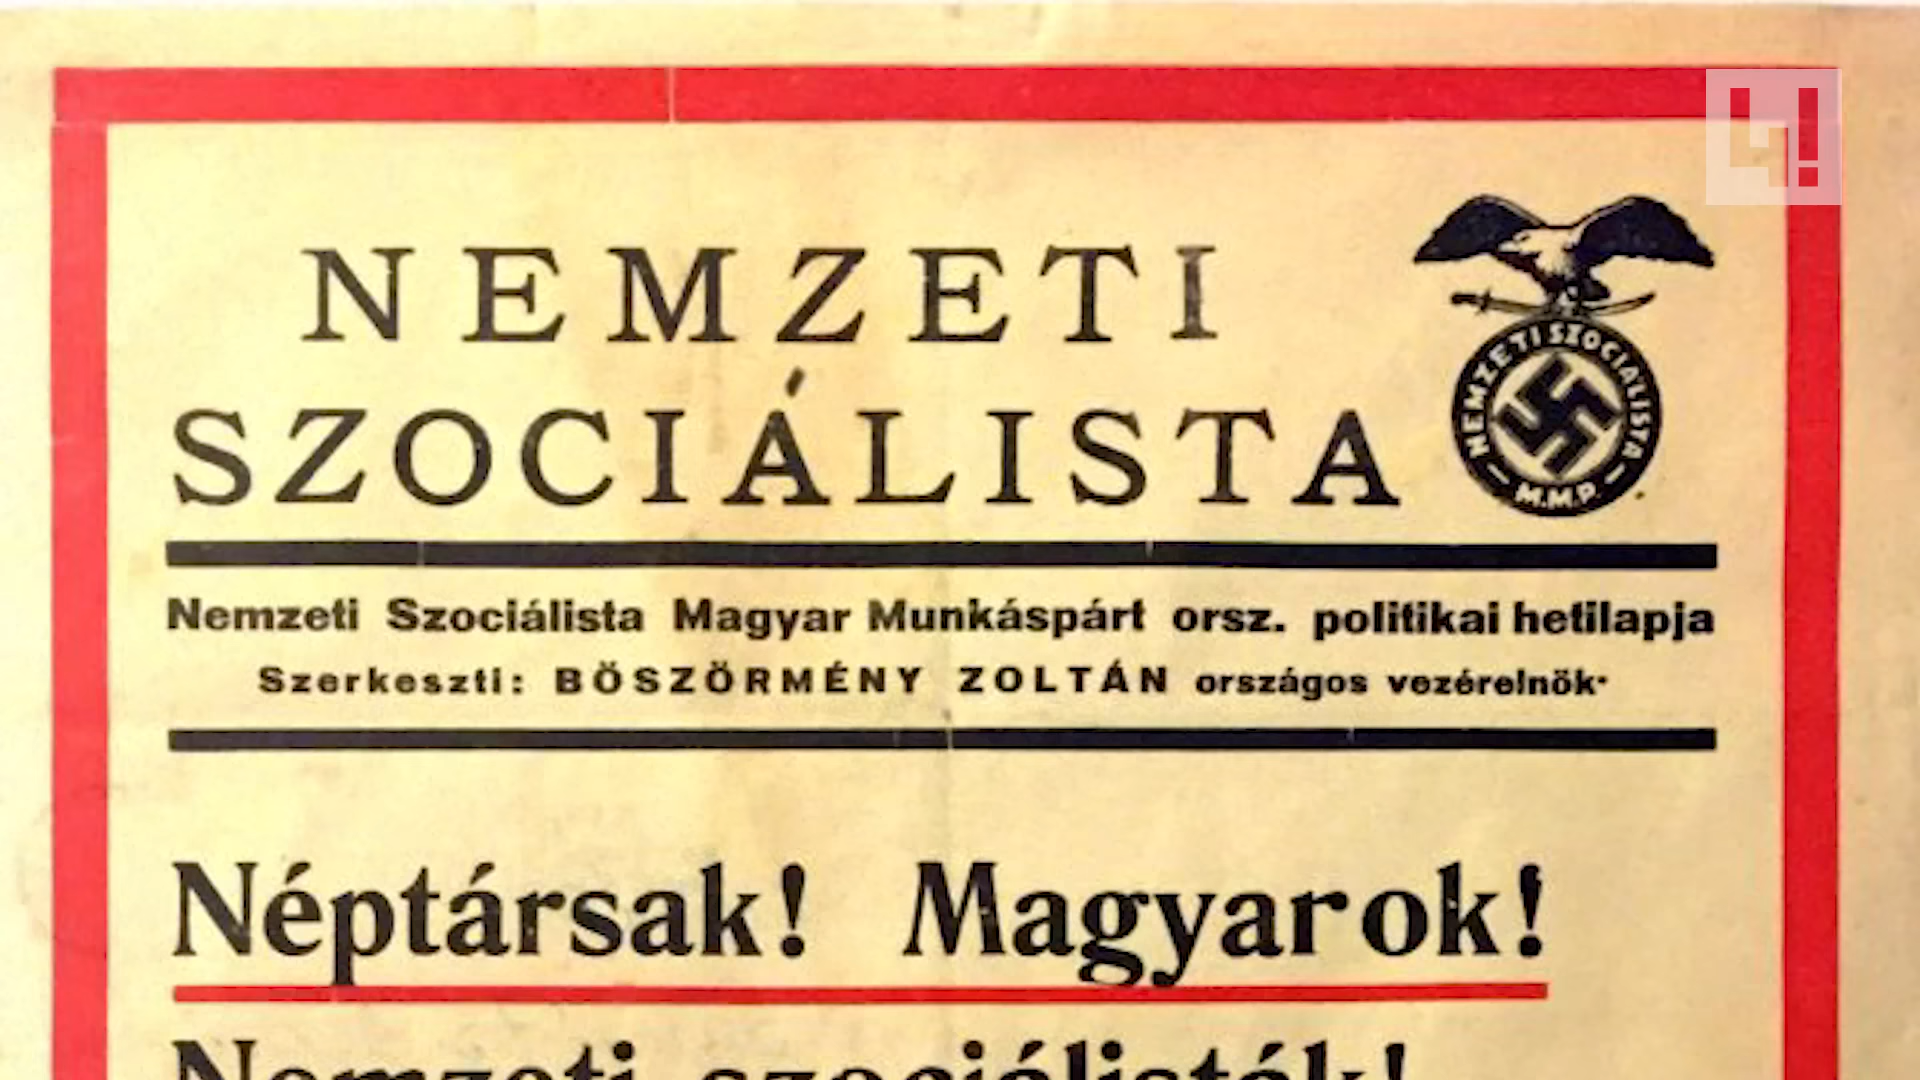 NEMZETI
SZOCIÁLISTA
NEMZETI SZOCIALISTA
M.M.P.
Nemzeti Szociálista Magyar Munkáspárt orsz. politikai hetilapja
Szerkeszti: BÖSZÖRMÉNY ZOLTÁN országos vezérelnök.
Néptársak! Magyarok!
Nemzeti szociálisták!